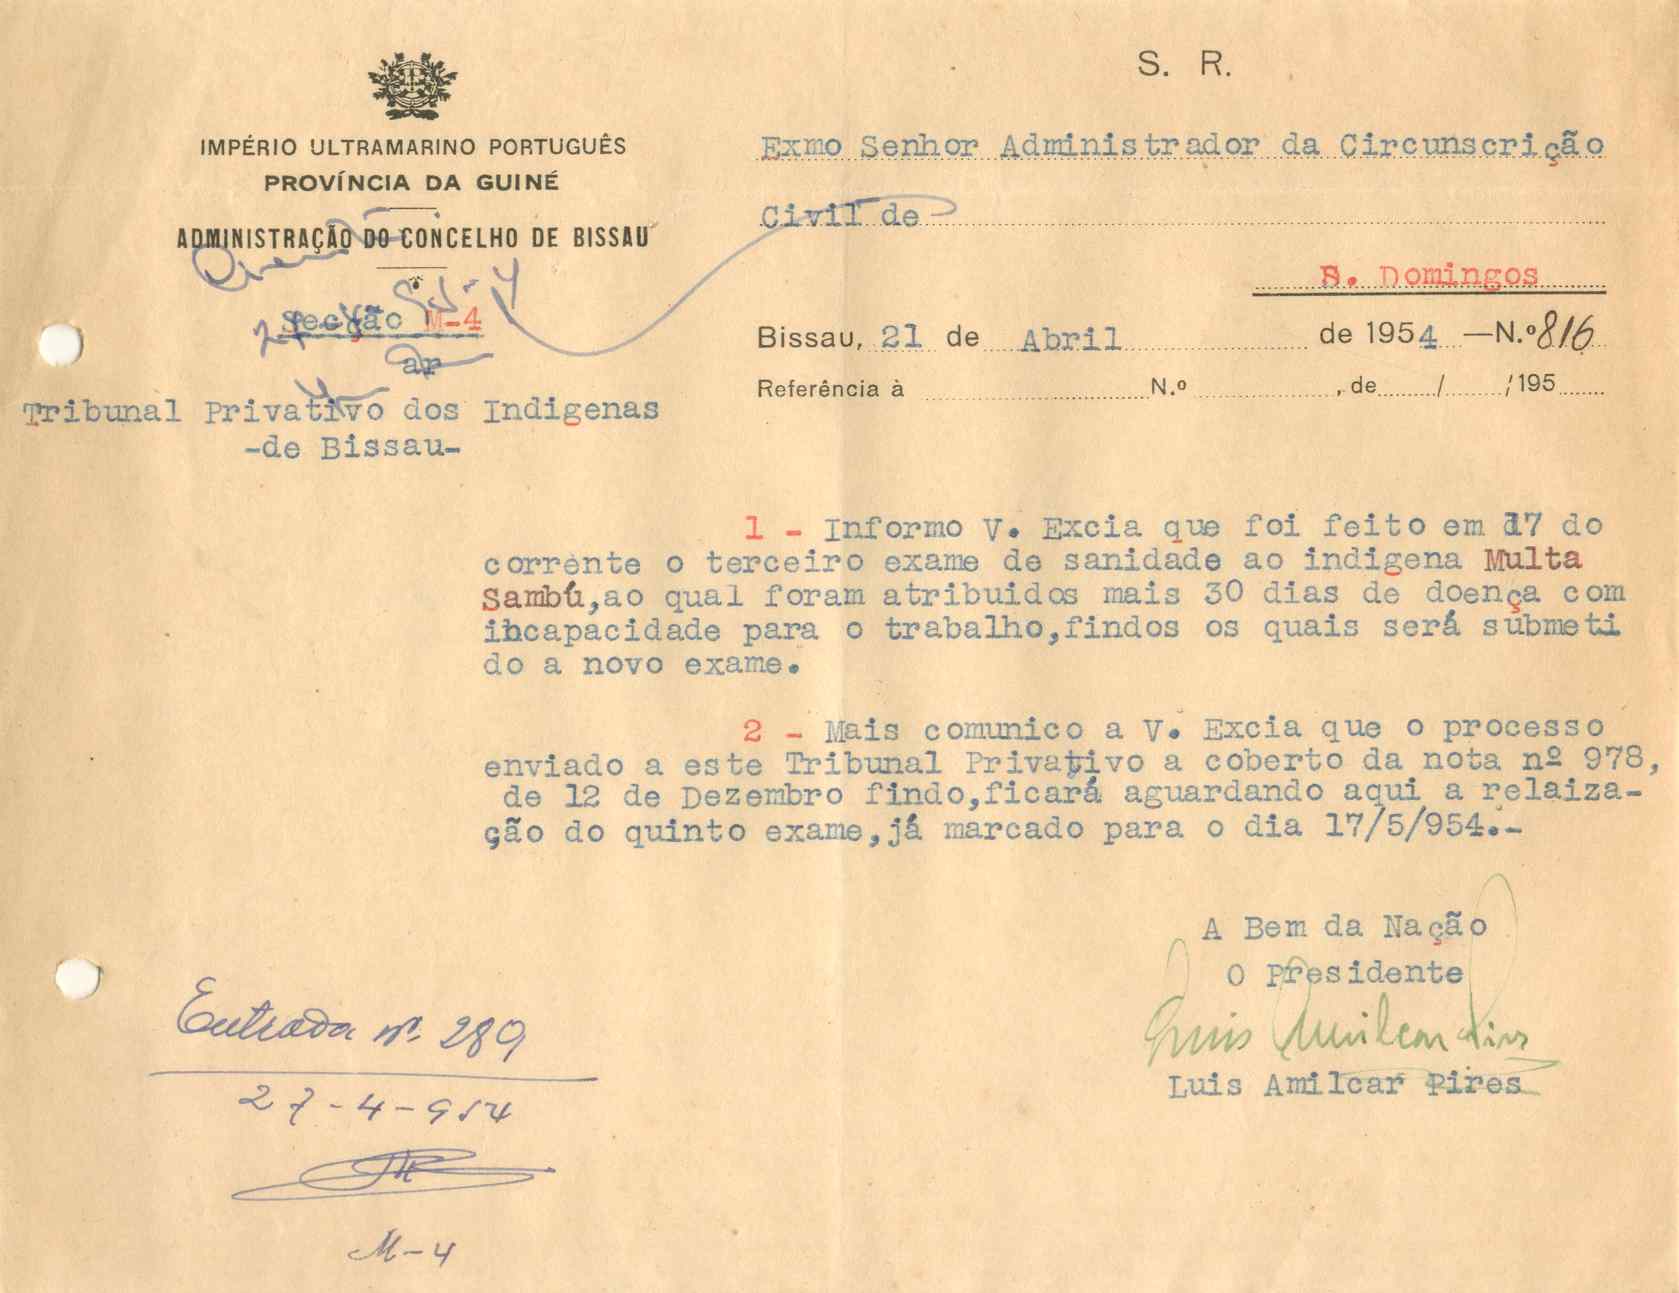 S. R.
IMPÉRIO ULTRAMARINO PORTUGUÊS
PROVÍNCIA DA GUINÉ
ADMINISTRAÇÃO DO CONCELHO DE BISSAU
Secção M-4
ar
Tribunal Privativo dos Indigenas
-de Bissau-
Exmo Senhor Administrador da Circunscrição
Civil de
S. Domingos
Bissau, 21 de Abril de 1954 —N.º 816
Referência à N.º , de / /195
1 - Informo V. Excia que foi feito em 17 do
corrente o terceiro exame de sanidade ao indigena Multa
Sambú,ao qual foram atribuidos mais 30 dias de doença com
incapacidade para o trabalho,findos os quais será submeti
do a novo exame.
2 - Mais comunico a V. Excia que o processo
enviado a este Tribunal Privativo a coberto da nota nº 978,
de 12 de Dezembro findo,ficará aguardando aqui a relaiza-
ção do quinto exame,já marcado para o dia 17/5/954.-
A Bem da Nação
O Presidente
Luis Amilcar Pires
Luis Amilcar Pires
Entrada nº 289
27-4-954
M-4